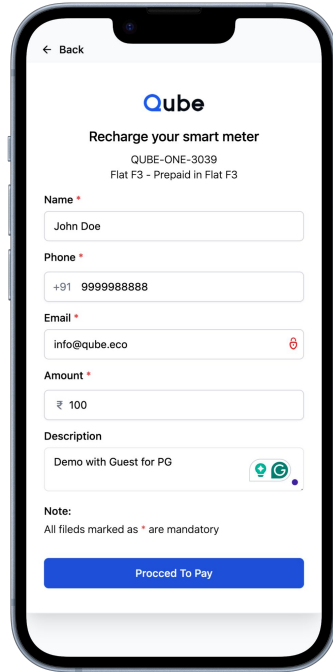 ← Back
Qube
Recharge your smart meter
QUBE-ONE-3039
Flat F3 - Prepaid in Flat F3
Name *
John Doe
Phone *
+91 9999988888
Email *
info@qube.eco
Amount *
₹ 100
Description
Demo with Guest for PG
Note:
All fileds marked as * are mandatory
Procced To Pay